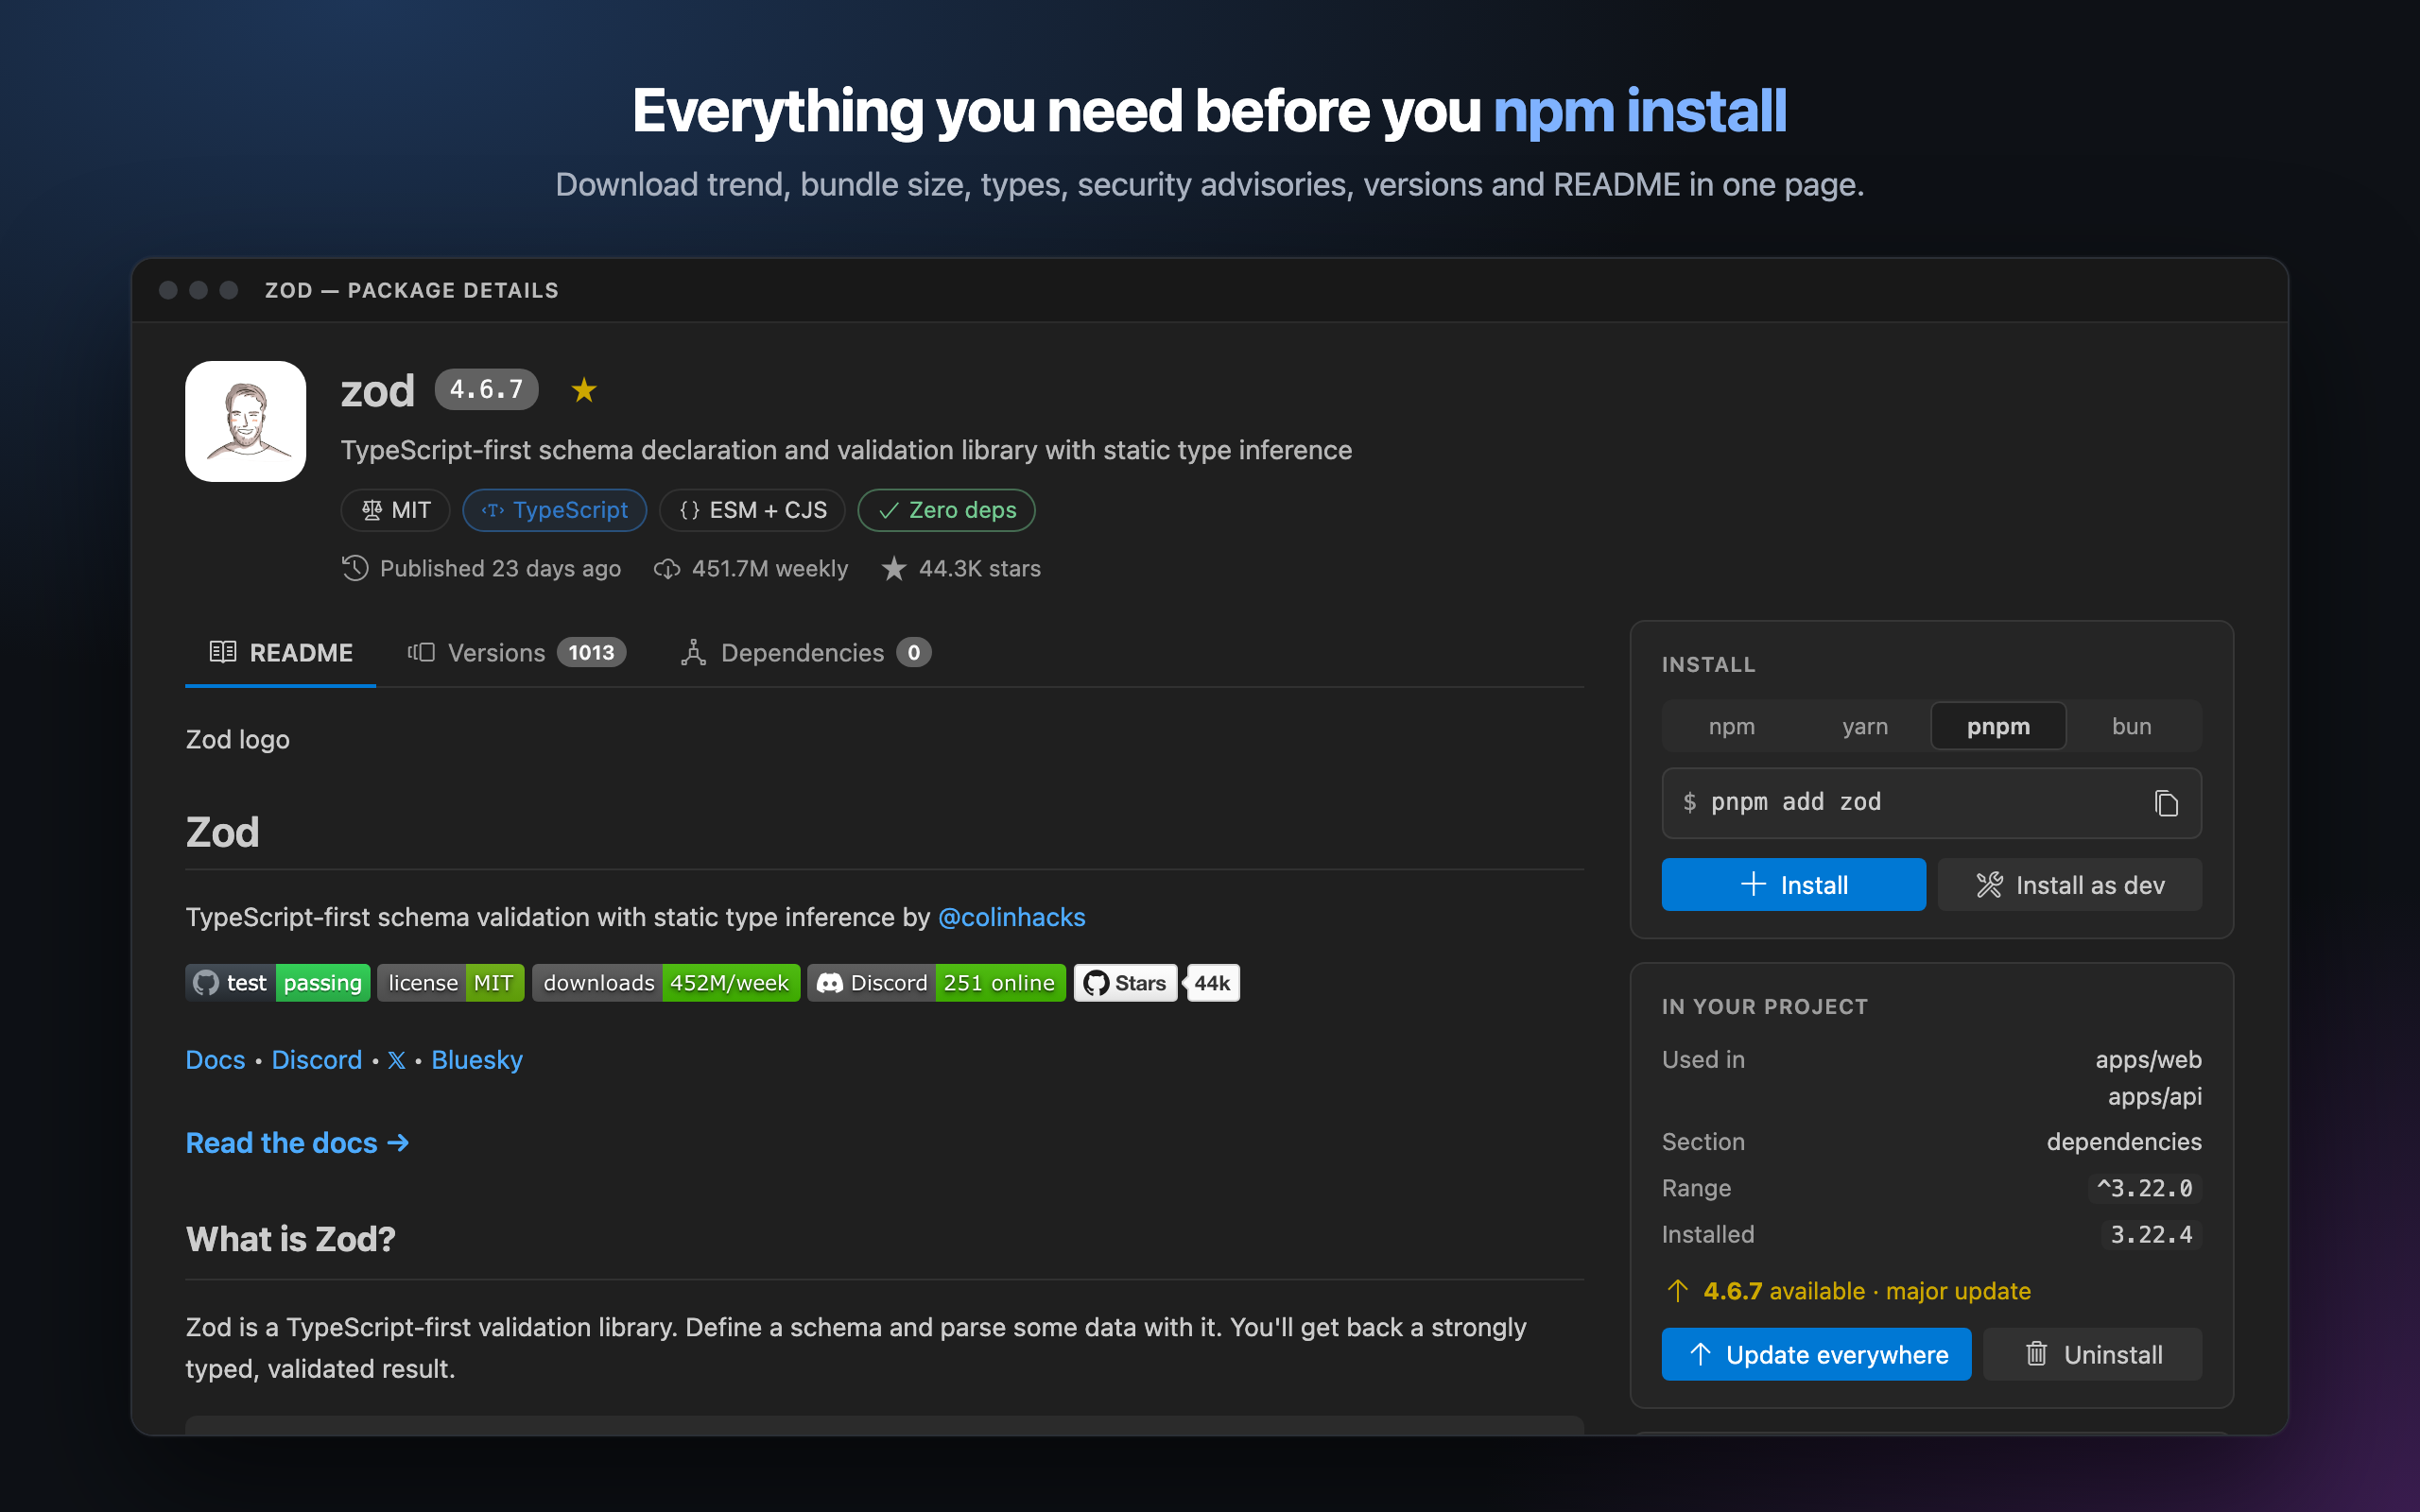 Everything you need before you npm install
Download trend, bundle size, types, security advisories, versions and README in one page.
ZOD — PACKAGE DETAILS
zod 4.6.7
TypeScript-first schema declaration and validation library with static type inference
MIT TypeScript ESM + CJS Zero deps
Published 23 days ago 451.7M weekly 44.3K stars
README Versions 1013 Dependencies 0
Zod logo
Zod
TypeScript-first schema validation with static type inference by @colinhacks
test passing license MIT downloads 452M/week Discord 251 online Stars 44k
Docs • Discord • 𝕏 • Bluesky
Read the docs →
What is Zod?
Zod is a TypeScript-first validation library. Define a schema and parse some data with it. You'll get back a strongly
typed, validated result.
INSTALL
npm yarn pnpm bun
$ pnpm add zod
Install Install as dev
IN YOUR PROJECT
Used in apps/web
apps/api
Section dependencies
Range ^3.22.0
Installed 3.22.4
4.6.7 available · major update
Update everywhere Uninstall